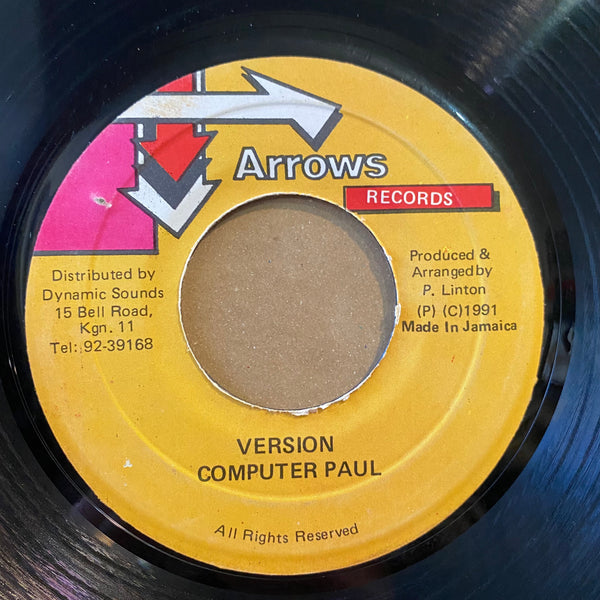 Arrows
RECORDS
Distributed by
Dynamic Sounds
15 Bell Road,
Kgn. 11
Tel: 92-39168
Produced &
Arranged by
P. Linton
(P) (C)1991
Made In Jamaica
VERSION
COMPUTER PAUL
All Rights Reserved